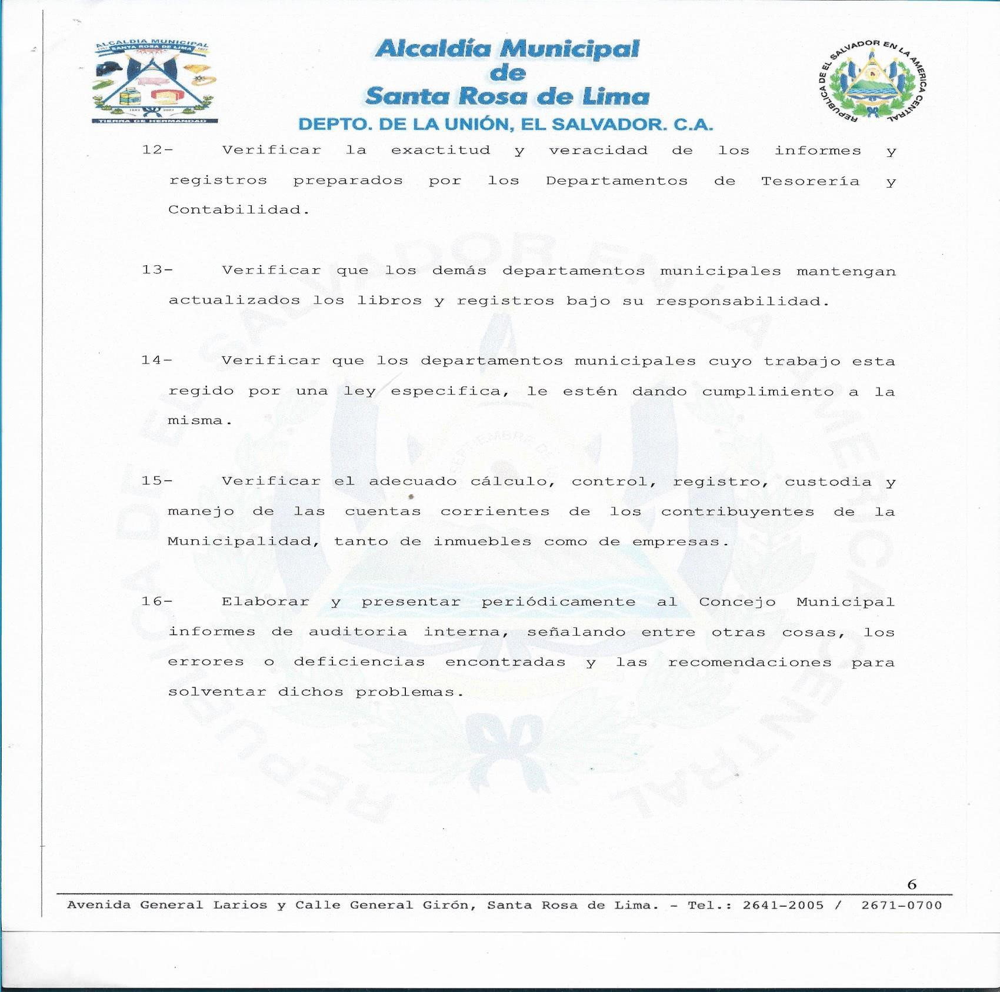 ALCALDIA MUNICIPAL
SANTA ROSA DE LIMA
TIERRA DE HERMANDAD
Alcaldía Municipal
de
Santa Rosa de Lima
DEPTO. DE LA UNIÓN, EL SALVADOR. C.A.
REPUBLICA DE EL SALVADOR EN LA AMERICA CENTRAL
12- Verificar la exactitud y veracidad de los informes y
registros preparados por los Departamentos de Tesorería y
Contabilidad.
13- Verificar que los demás departamentos municipales mantengan
actualizados los libros y registros bajo su responsabilidad.
14- Verificar que los departamentos municipales cuyo trabajo esta
regido por una ley especifica, le estén dando cumplimiento a la
misma.
15- Verificar el adecuado cálculo, control, registro, custodia y
manejo de las cuentas corrientes de los contribuyentes de la
Municipalidad, tanto de inmuebles como de empresas.
16- Elaborar y presentar periódicamente al Concejo Municipal
informes de auditoria interna, señalando entre otras cosas, los
errores o deficiencias encontradas y las recomendaciones para
solventar dichos problemas.
6
Avenida General Larios y Calle General Girón, Santa Rosa de Lima. - Tel.: 2641-2005 / 2671-0700